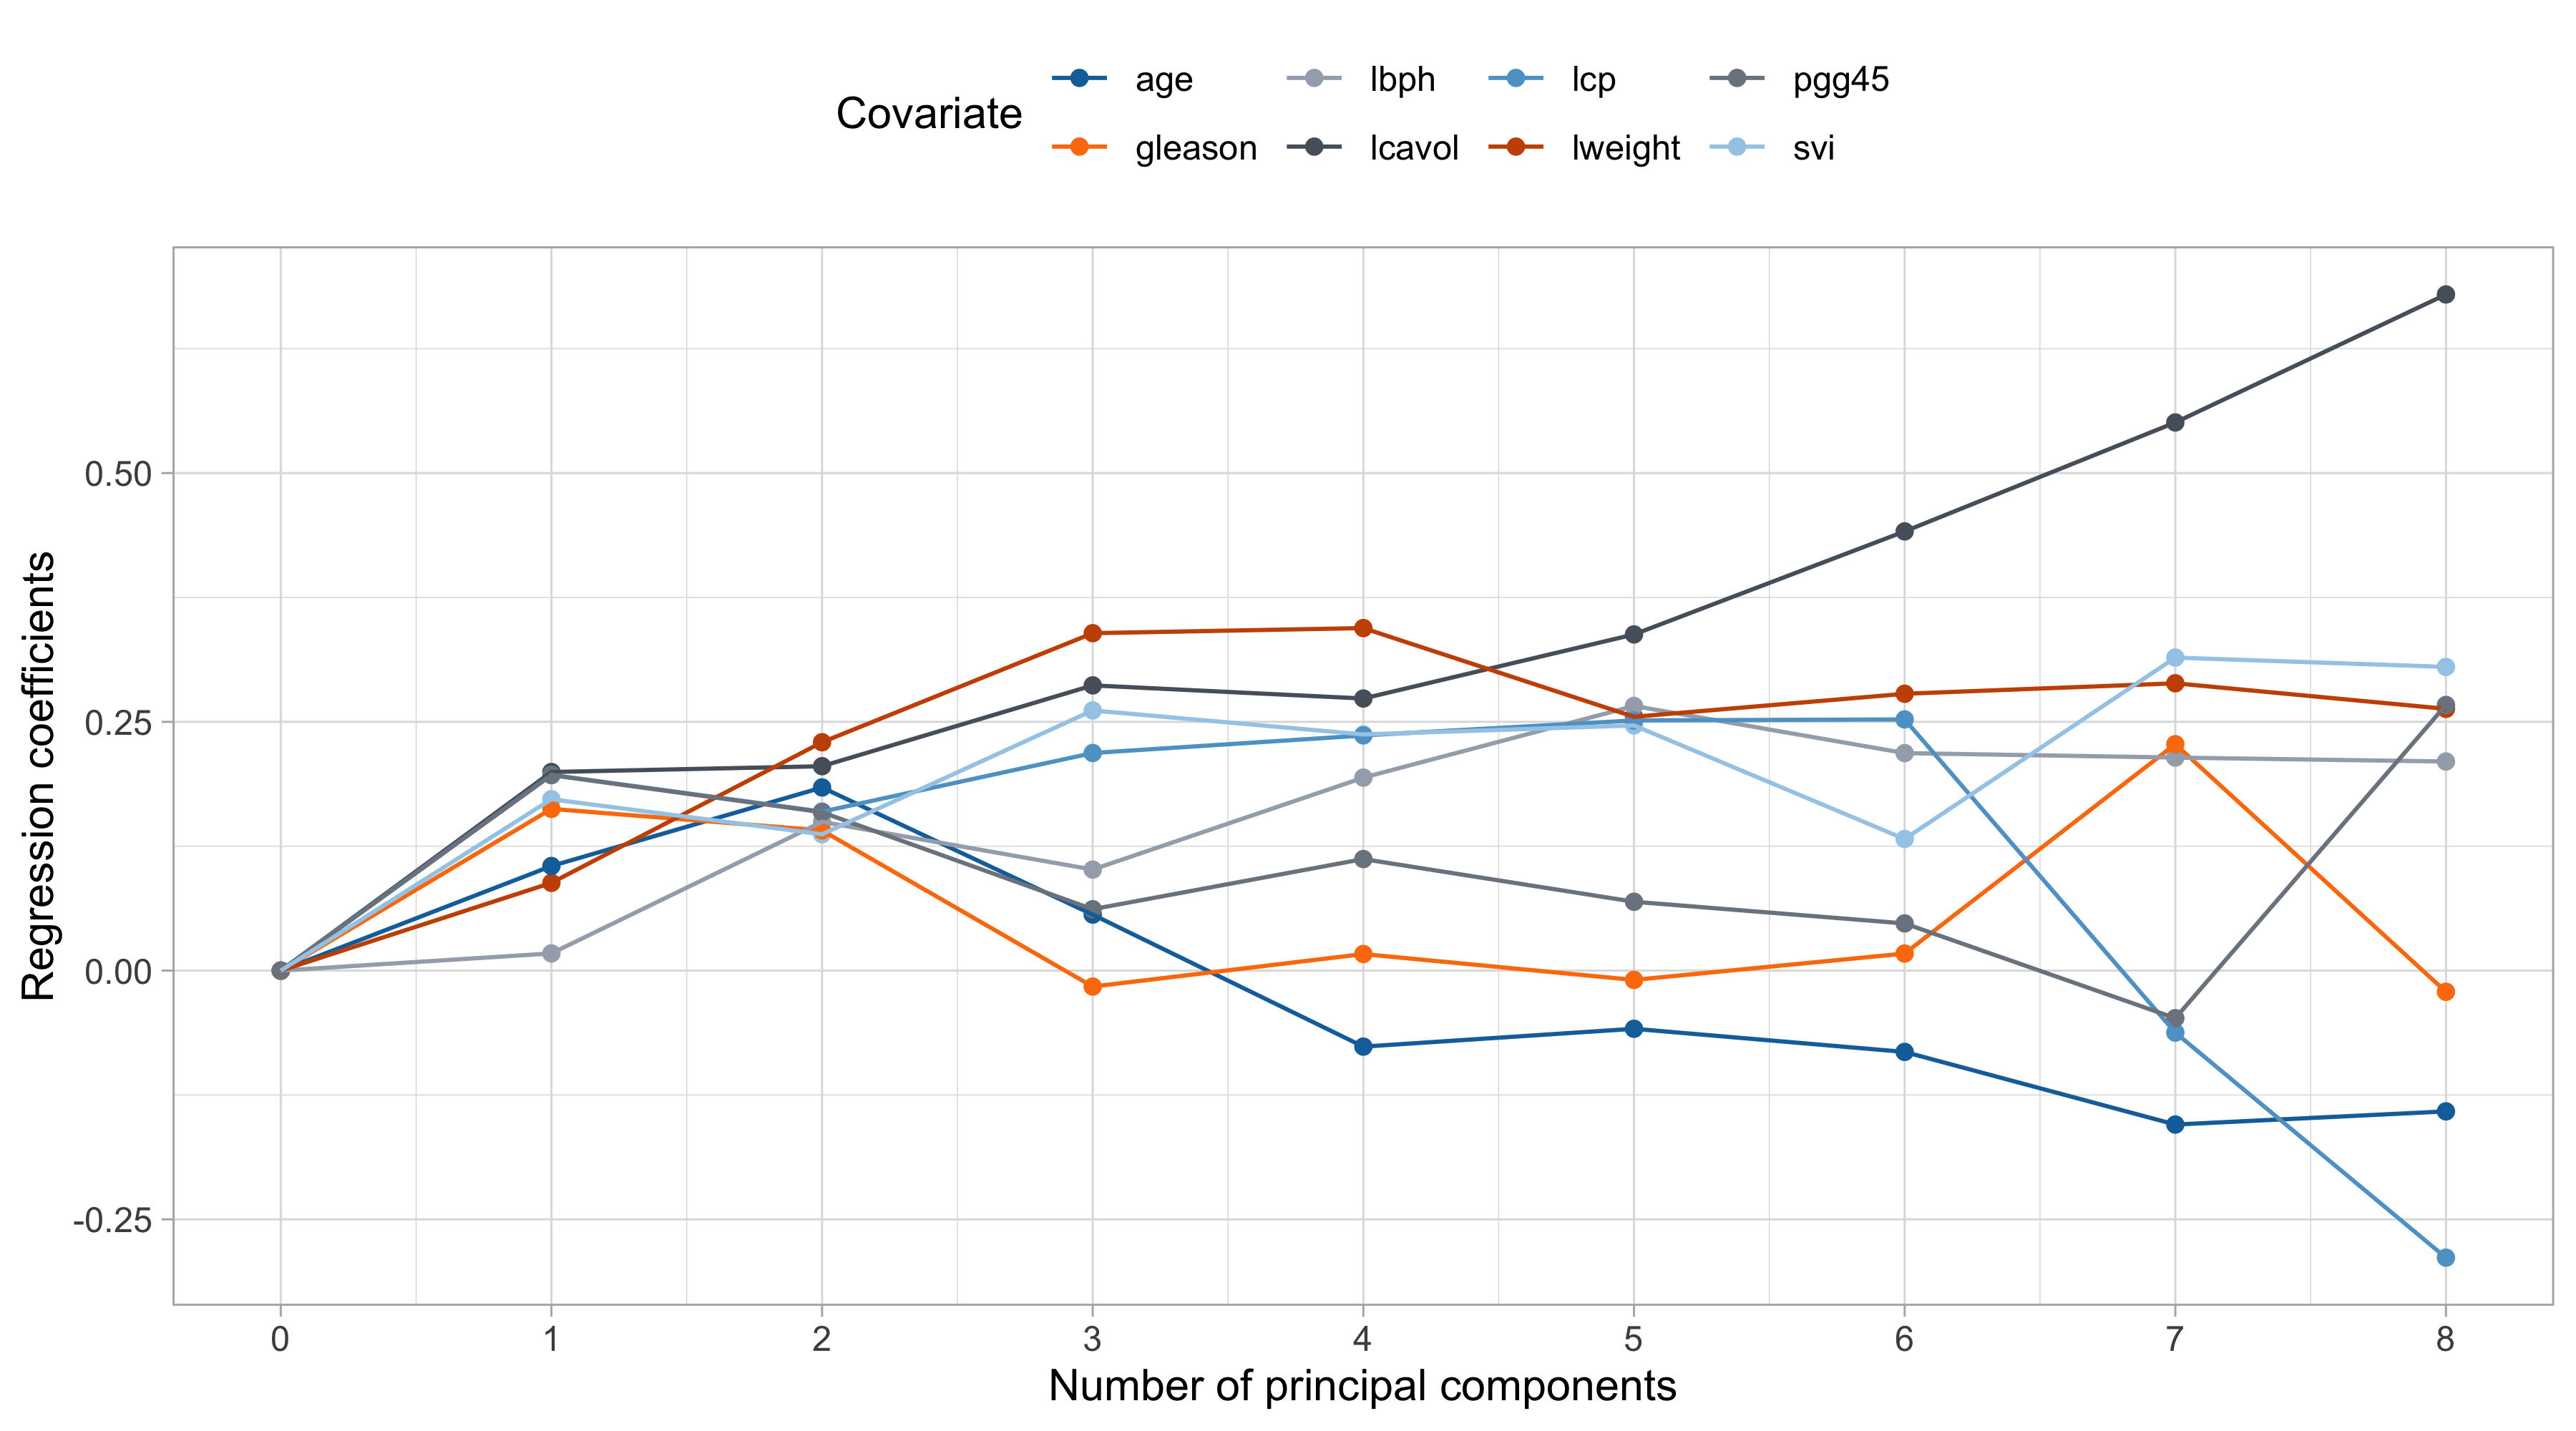 Covariate
age lbph lcp pgg45
gleason lcavol lweight svi
Regression coefficients
0.50
0.25
0.00
-0.25
0 1 2 3 4 5 6 7 8
Number of principal components